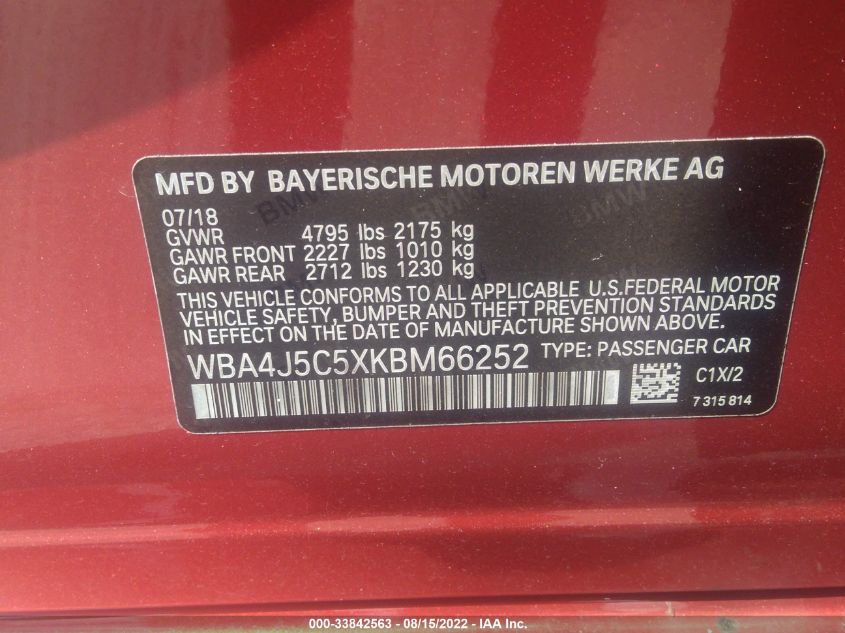 MFD BY BAYERISCHE MOTOREN WERKE AG
07/18
GVWR 4795 lbs 2175 kg
GAWR FRONT 2227 lbs 1010 kg
GAWR REAR 2712 lbs 1230 kg
THIS VEHICLE CONFORMS TO ALL APPLICABLE U.S.FEDERAL MOTOR
VEHICLE SAFETY, BUMPER AND THEFT PREVENTION STANDARDS
IN EFFECT ON THE DATE OF MANUFACTURE SHOWN ABOVE.
WBA4J5C5XKBM66252 TYPE: PASSENGER CAR
C1X/2
7 315 814
000-33842563 - 08/15/2022 - IAA Inc.